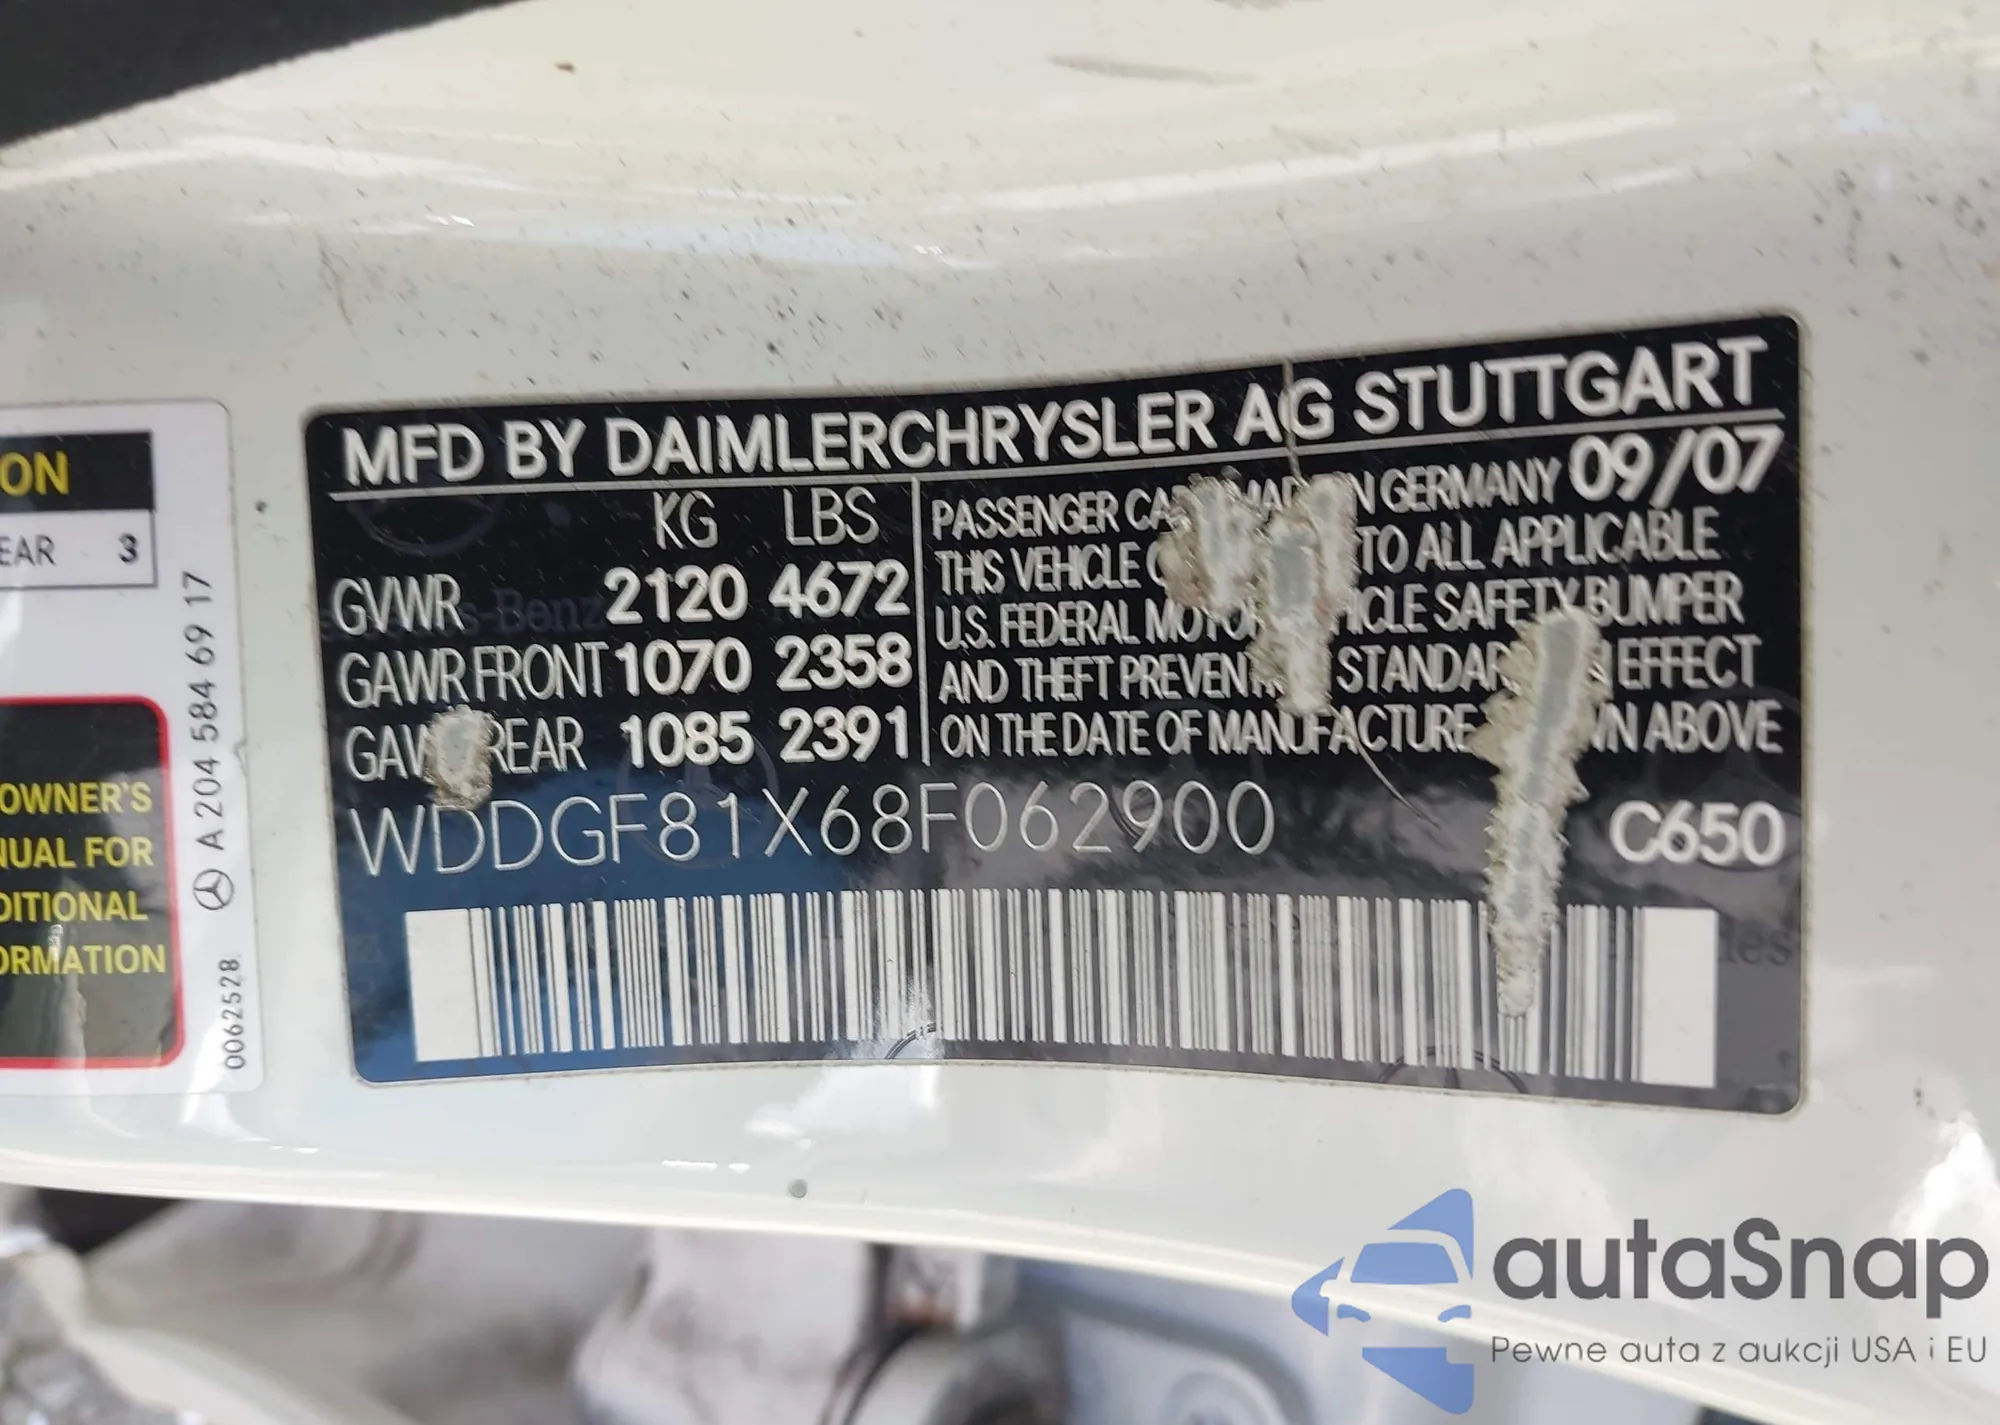 ON
EAR 3
OWNER'S
NUAL FOR
DITIONAL
ORMATION
A 204 584 69 17
0062528
MFD BY DAIMLERCHRYSLER AG STUTTGART
KG LBS
GVWR 2120 4672
GAWR FRONT 1070 2358
REAR 1085 2391
PASSENGER GERMANY 09/07
THIS VEHICLE TO ALL APPLICABLE
U.S. FEDERAL MOTOR SAFETY BUMPER
AND THEFT STANDAR EFFECT
ON THE DATE OF MANUFACTURE ABOVE
WDDGF81X68F062900
C650
autaSnap
Pewne auta z aukcji USA i EU